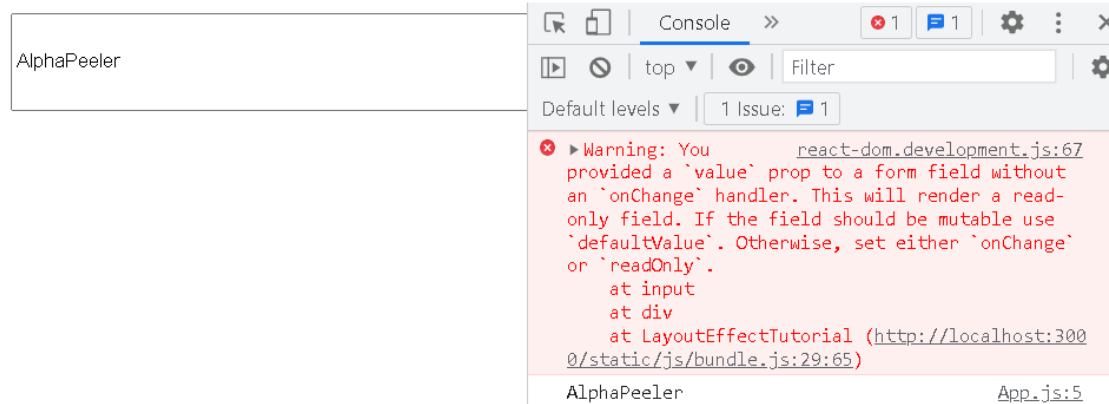 AlphaPeeler
Console
1
1
top
Filter
Default levels
1 Issue:
1
Warning: You react-dom.development.js:67
provided a `value` prop to a form field without
an `onChange` handler. This will render a read-
only field. If the field should be mutable use
`defaultValue`. Otherwise, set either `onChange`
or `readOnly`.
at input
at div
at LayoutEffectTutorial (http://localhost:300
0/static/js/bundle.js:29:65)
AlphaPeeler App.js:5